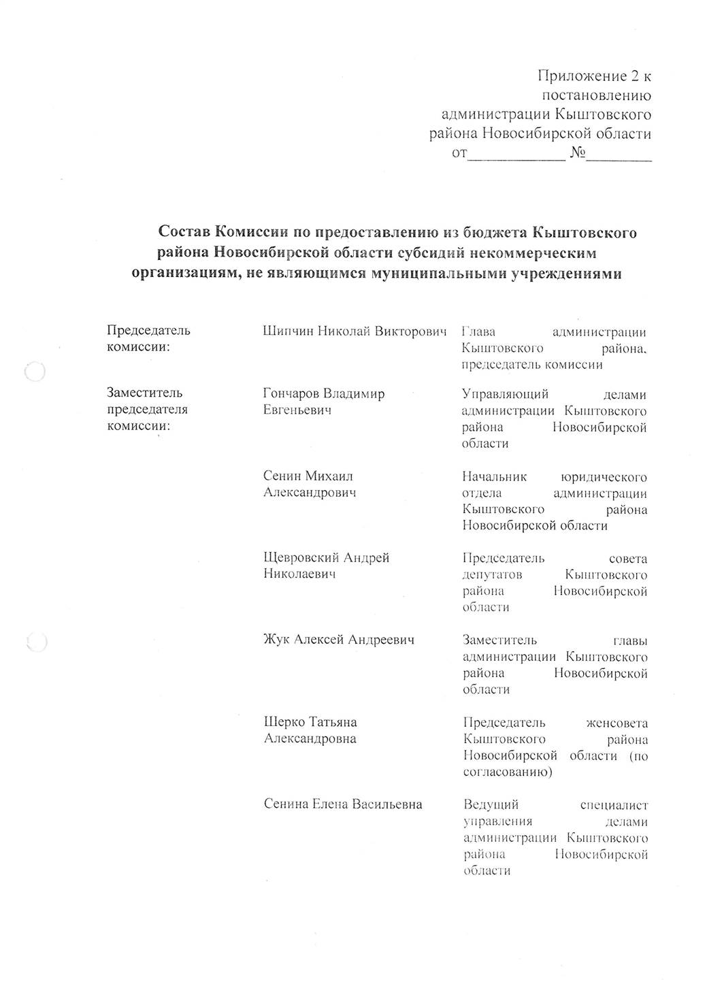 Приложение 2 к
постановлению
администрации Кыштовского
района Новосибирской области
от____________ №________
Состав Комиссии по предоставлению из бюджета Кыштовского
района Новосибирской области субсидий некоммерческим
организациям, не являющимся муниципальными учреждениями
Председатель
комиссии:
Шипчин Николай Викторович
Глава администрации
Кыштовского района,
председатель комиссии
Заместитель
председателя
комиссии:
Гончаров Владимир
Евгеньевич
Управляющий делами
администрации Кыштовского
района Новосибирской
области
Сенин Михаил
Александрович
Начальник юридического
отдела администрации
Кыштовского района
Новосибирской области
Щевровский Андрей
Николаевич
Председатель совета
депутатов Кыштовского
района Новосибирской
области
Жук Алексей Андреевич
Заместитель главы
администрации Кыштовского
района Новосибирской
области
Шерко Татьяна
Александровна
Председатель женсовета
Кыштовского района
Новосибирской области (по
согласованию)
Сенина Елена Васильевна
Ведущий специалист
управления делами
администрации Кыштовского
района Новосибирской
области